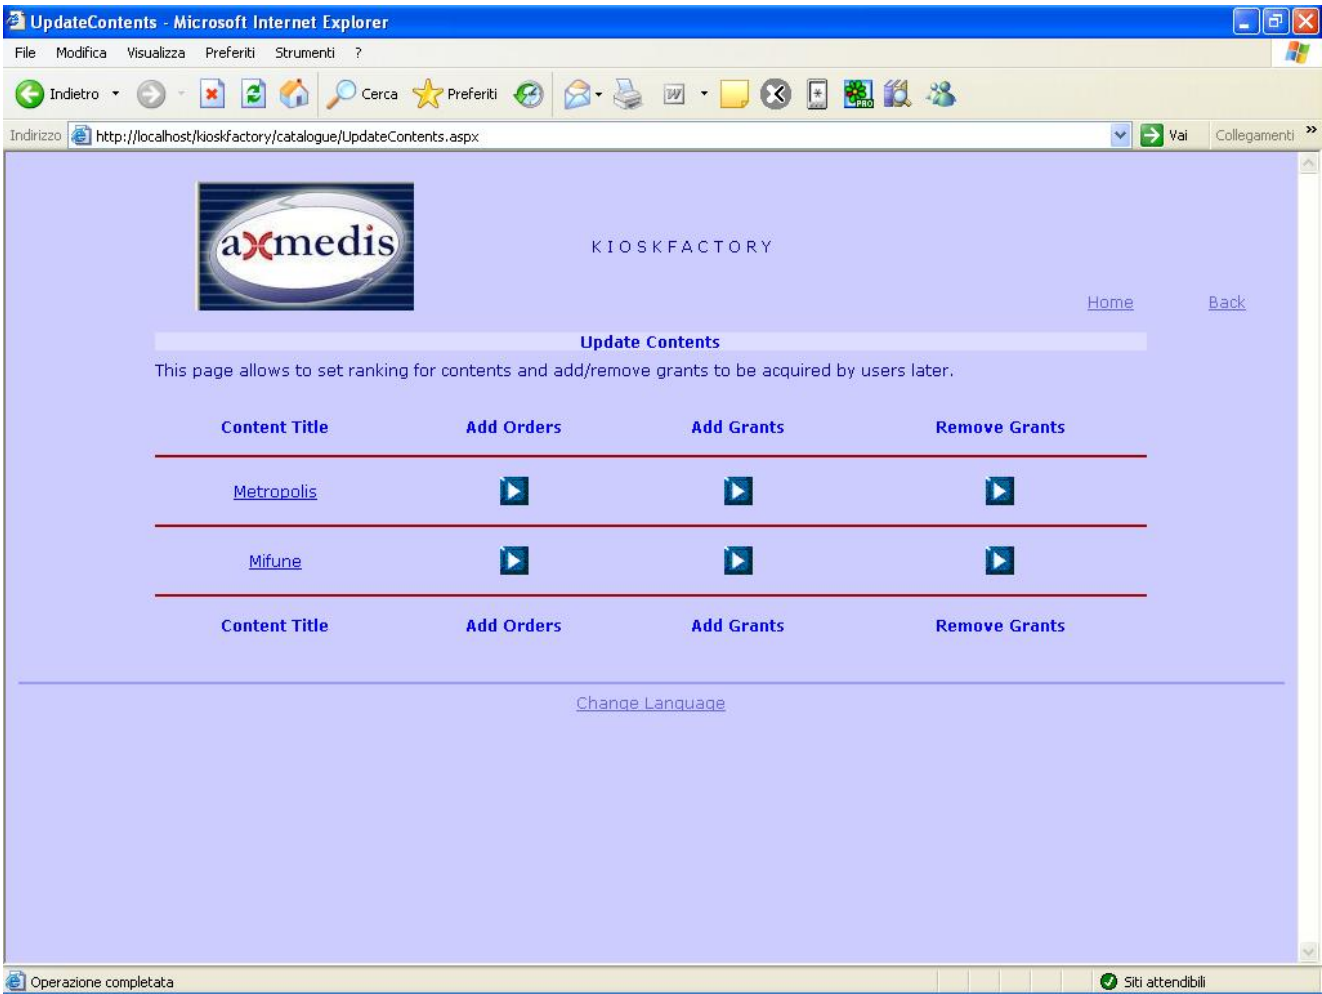 UpdateContents - Microsoft Internet Explorer
File Modifica Visualizza Preferiti Strumenti ?
Indietro Cerca Preferiti
Indirizzo http://localhost/kioskfactory/catalogue/UpdateContents.aspx Vai Collegamenti »
axmedis
KIOSKFACTORY
Home Back
Update Contents
This page allows to set ranking for contents and add/remove grants to be acquired by users later.
Content Title Add Orders Add Grants Remove Grants
Metropolis
Mifune
Content Title Add Orders Add Grants Remove Grants
Change Language
Operazione completata Siti attendibili